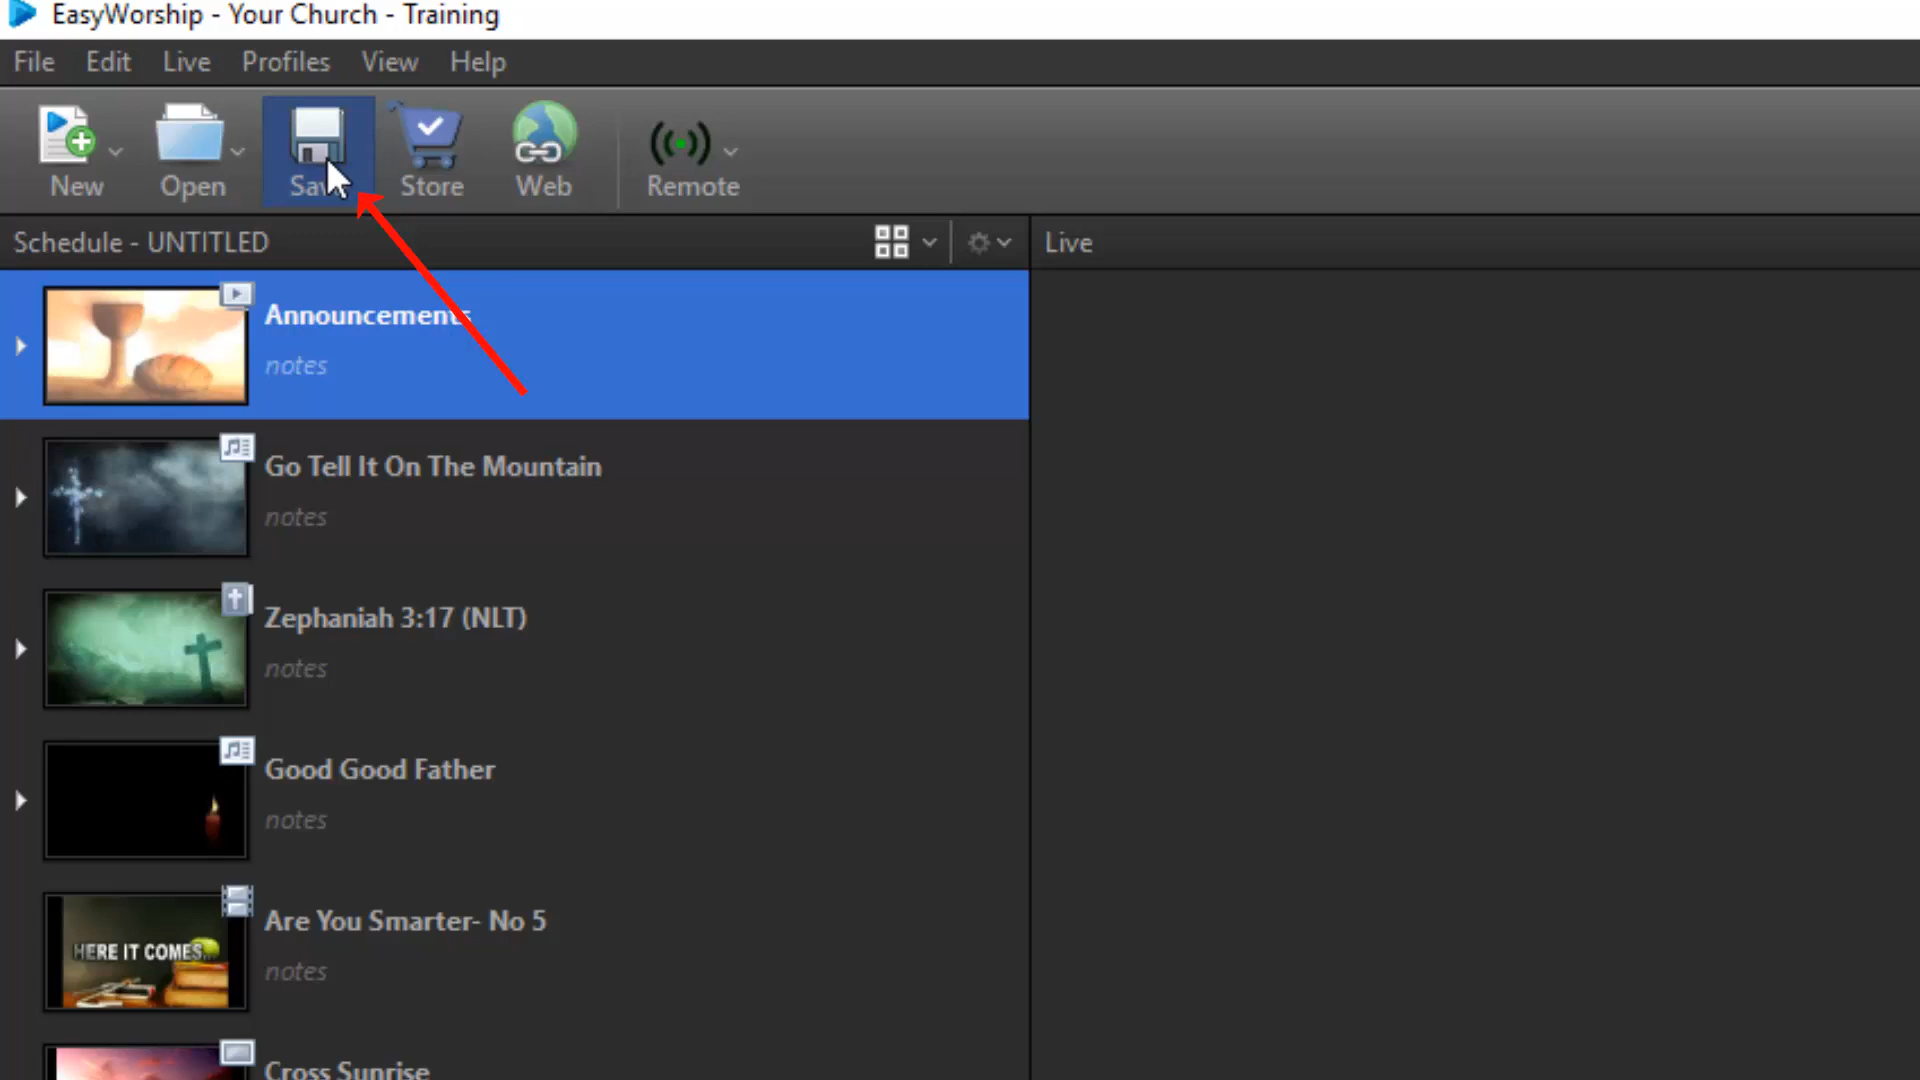 EasyWorship - Your Church - Training
File Edit Live Profiles View Help
New Open Save Store Web Remote
Schedule - UNTITLED
Live
Announcements
notes
Go Tell It On The Mountain
notes
Zephaniah 3:17 (NLT)
notes
Good Good Father
notes
HERE IT COMES...
Are You Smarter- No 5
notes
Cross Sunrise